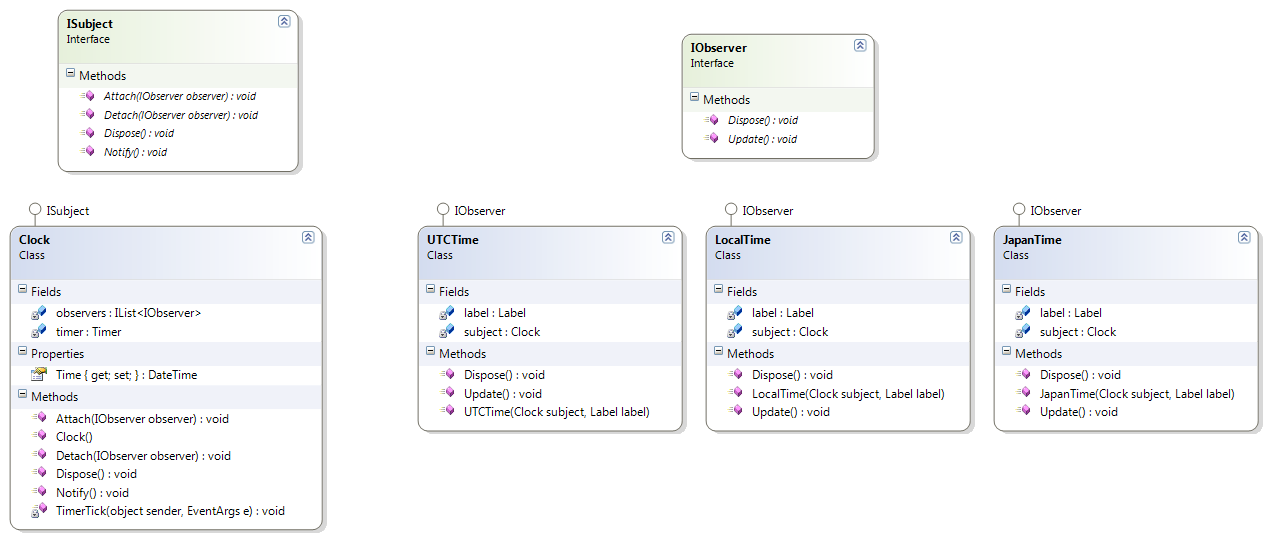 ISubject
Interface
Methods
Attach(IObserver observer) : void
Detach(IObserver observer) : void
Dispose() : void
Notify() : void
IObserver
Interface
Methods
Dispose() : void
Update() : void
ISubject
Clock
Class
Fields
observers : IList<IObserver>
timer : Timer
Properties
Time { get; set; } : DateTime
Methods
Attach(IObserver observer) : void
Clock()
Detach(IObserver observer) : void
Dispose() : void
Notify() : void
TimerTick(object sender, EventArgs e) : void
IObserver
UTCTime
Class
Fields
label : Label
subject : Clock
Methods
Dispose() : void
Update() : void
UTCTime(Clock subject, Label label)
IObserver
LocalTime
Class
Fields
label : Label
subject : Clock
Methods
Dispose() : void
LocalTime(Clock subject, Label label)
Update() : void
IObserver
JapanTime
Class
Fields
label : Label
subject : Clock
Methods
Dispose() : void
JapanTime(Clock subject, Label label)
Update() : void